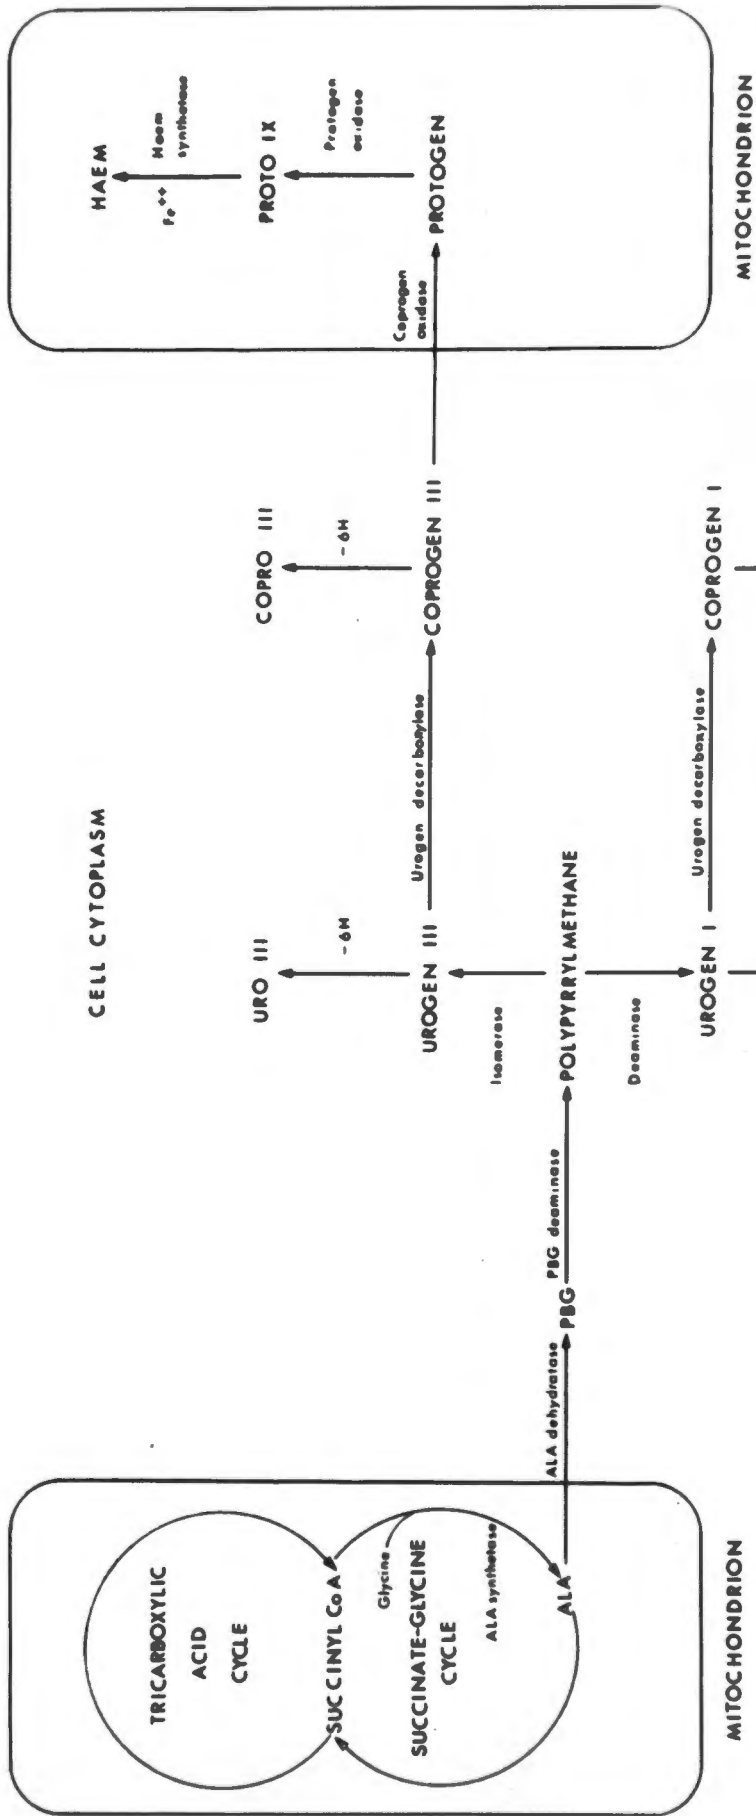 CELL CYTOPLASM
TRICARBOXYLIC
ACID
CYCLE
SUCCINYL CoA
Glycine
SUCCINATE-GLYCINE
CYCLE
ALA synthetase
ALA
MITOCHONDRION
ALA dehydratase
PBG
PBG deaminase
POLYPYRRYLMETHANE
Isomerase
Deaminase
URO III
-6H
UROGEN III
Urogen decarboxylase
COPRO III
-6H
COPROGEN III
UROGEN I
Urogen decarboxylase
COPROGEN I
Coprogen
oxidase
HAEM
Fe++
Haem
synthetase
PROTO IX
Protogen
oxidase
PROTOGEN
MITOCHONDRION